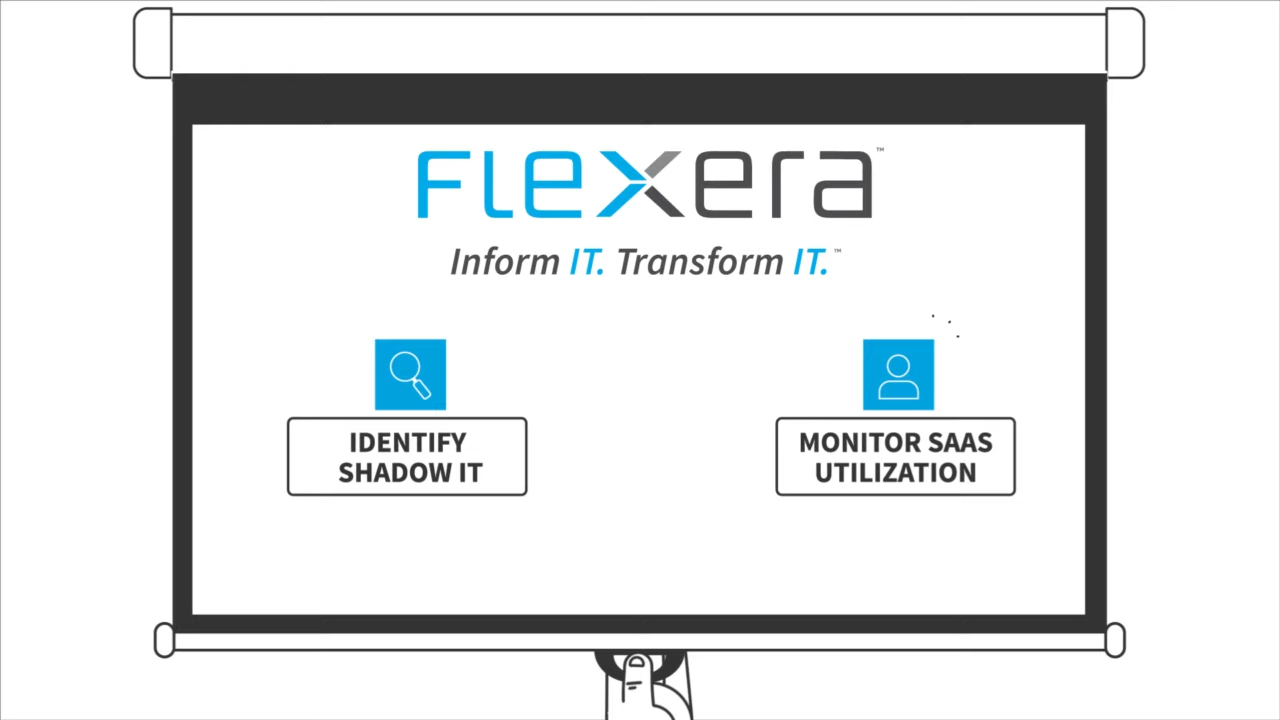 flexera™
Inform IT. Transform IT.™
IDENTIFY
SHADOW IT
MONITOR SAAS
UTILIZATION